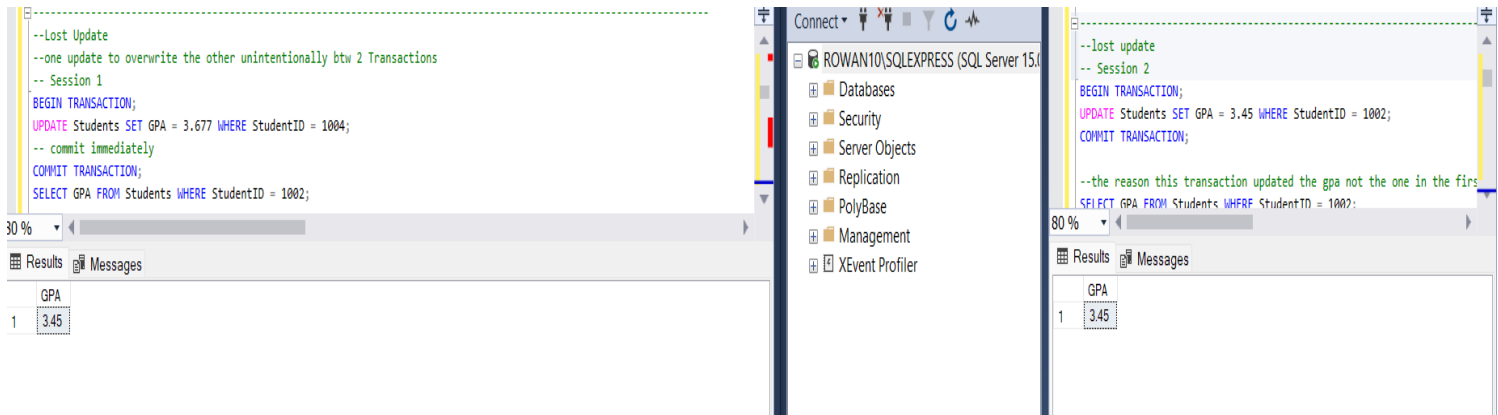 --Lost Update
--one update to overwrite the other unintentionally btw 2 Transactions
-- Session 1
BEGIN TRANSACTION;
UPDATE Students SET GPA = 3.677 WHERE StudentID = 1004;
-- commit immediately
COMMIT TRANSACTION;
SELECT GPA FROM Students WHERE StudentID = 1002;
80 %
Results Messages
GPA
1 3.45
Connect
ROWAN10\SQLEXPRESS (SQL Server 15.0
Databases
Security
Server Objects
Replication
PolyBase
Management
XEvent Profiler
--lost update
-- Session 2
BEGIN TRANSACTION;
UPDATE Students SET GPA = 3.45 WHERE StudentID = 1002;
COMMIT TRANSACTION;
--the reason this transaction updated the gpa not the one in the firs
SELECT GPA FROM Students WHERE StudentID = 1002;
80 %
Results Messages
GPA
1 3.45